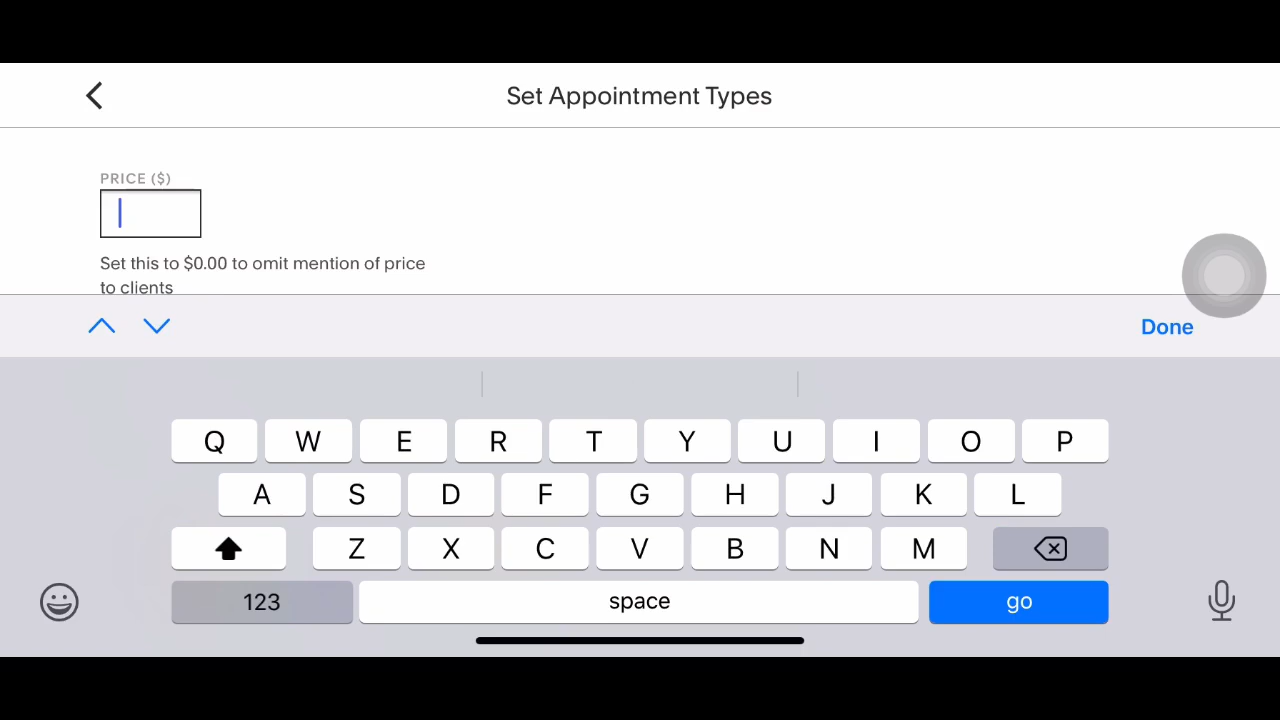 Set Appointment Types
PRICE ($)
Set this to $0.00 to omit mention of price
to clients
Done
Q W E R T Y U I O P
A S D F G H J K L
Z X C V B N M
123 space go